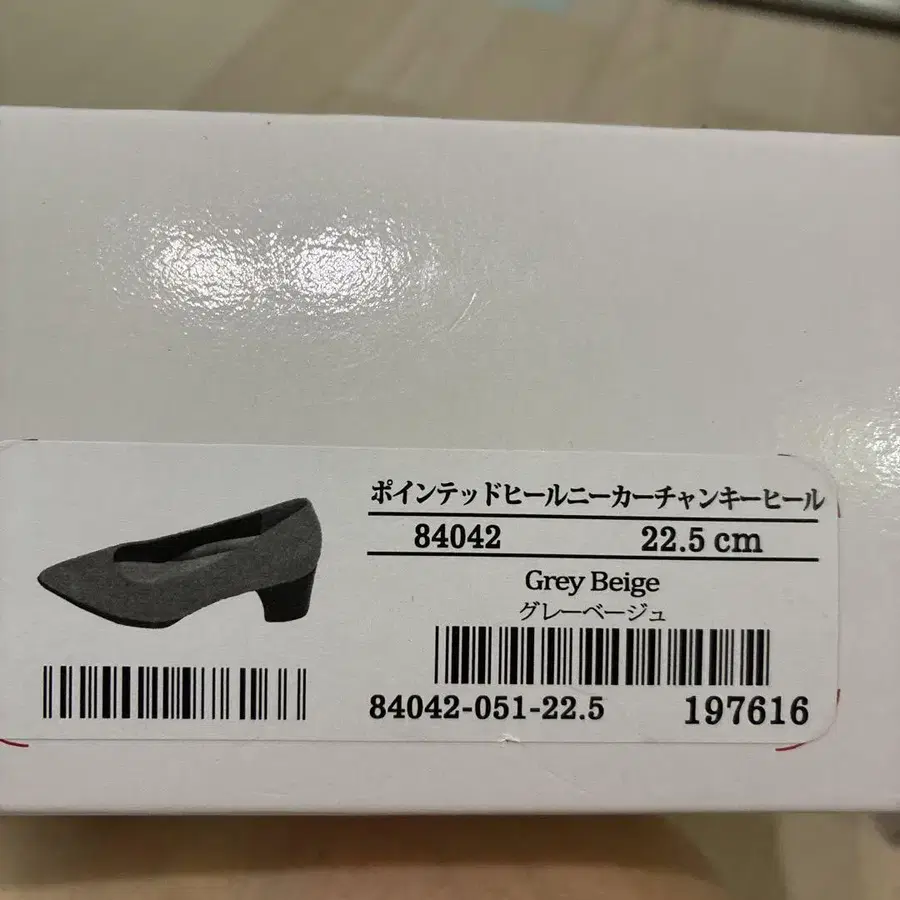 ポインテッドヒールニーカーチャンキーヒール
84042 22.5 cm
Grey Beige
グレーベージュ
84042-051-22.5 197616